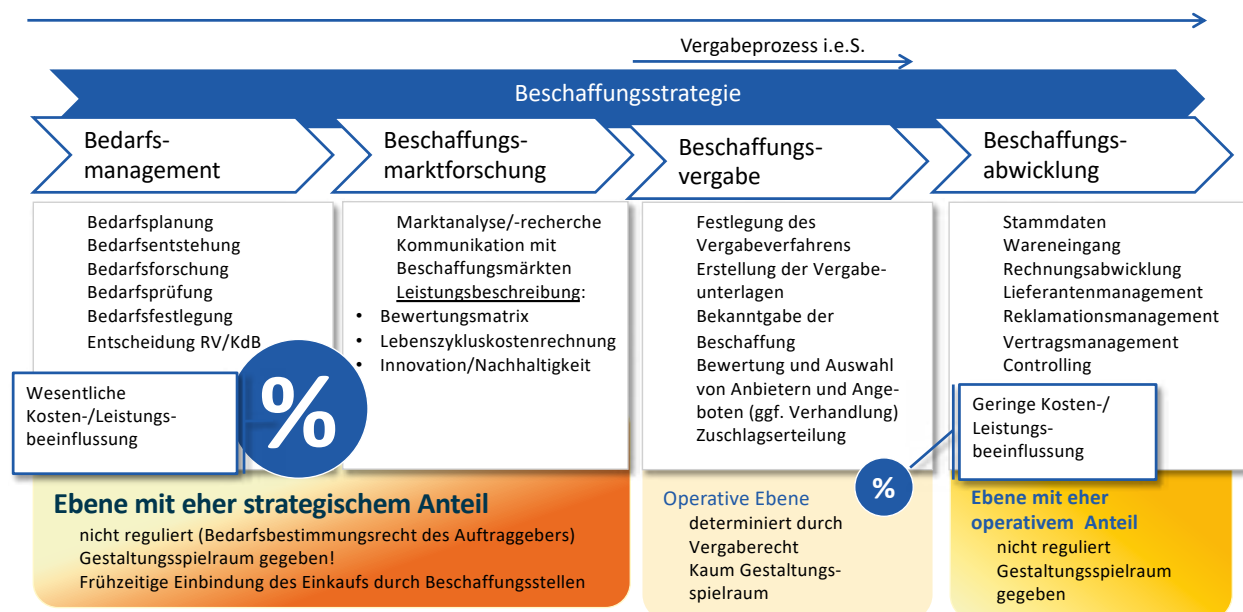 Vergabeprozess i.e.S.
Beschaffungsstrategie
Bedarfs-
management
Beschaffungs-
marktforschung
Beschaffungs-
vergabe
Beschaffungs-
abwicklung
Bedarfsplanung
Bedarfsentstehung
Bedarfsforschung
Bedarfsprüfung
Bedarfsfestlegung
Entscheidung RV/KdB
Marktanalyse/-recherche
Kommunikation mit
Beschaffungsmärkten
Leistungsbeschreibung:
• Bewertungsmatrix
• Lebenszykluskostenrechnung
• Innovation/Nachhaltigkeit
Festlegung des
Vergabeverfahrens
Erstellung der Vergabe-
unterlagen
Bekanntgabe der
Beschaffung
Bewertung und Auswahl
von Anbietern und Ange-
boten (ggf. Verhandlung)
Zuschlagserteilung
Stammdaten
Wareneingang
Rechnungsabwicklung
Lieferantenmanagement
Reklamationsmanagement
Vertragsmanagement
Controlling
Wesentliche
Kosten-/Leistungs-
beeinflussung
%
Geringe Kosten-/
Leistungs-
beeinflussung
%
Ebene mit eher strategischem Anteil
nicht reguliert (Bedarfsbestimmungsrecht des Auftraggebers)
Gestaltungsspielraum gegeben!
Frühzeitige Einbindung des Einkaufs durch Beschaffungsstellen
Operative Ebene
determiniert durch
Vergaberecht
Kaum Gestaltungs-
spielraum
Ebene mit eher
operativem Anteil
nicht reguliert
Gestaltungsspielraum
gegeben